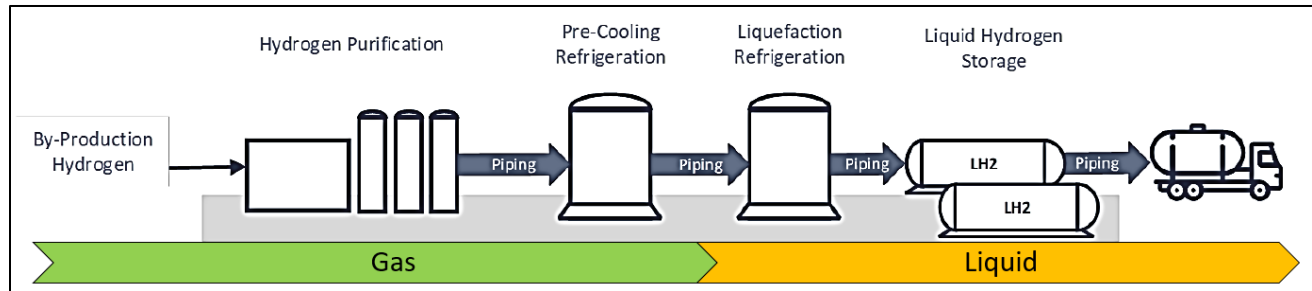 Hydrogen Purification
Pre-Cooling
Refrigeration
Liquefaction
Refrigeration
Liquid Hydrogen
Storage
By-Production
Hydrogen
Piping
Piping
Piping
Piping
LH2
LH2
Gas
Liquid